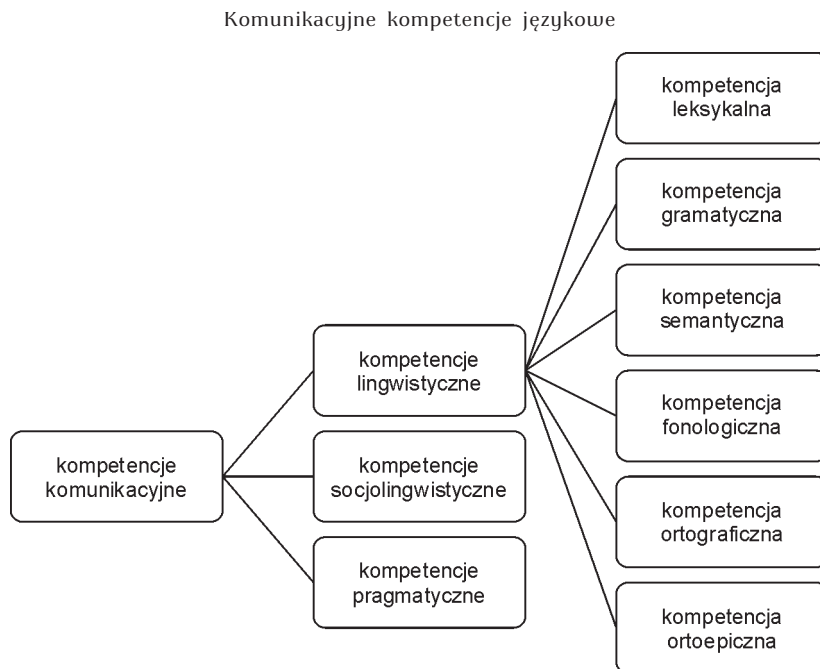 Komunikacyjne kompetencje językowe
kompetencje
komunikacyjne
kompetencje
lingwistyczne
kompetencje
socjolingwistyczne
kompetencje
pragmatyczne
kompetencja
leksykalna
kompetencja
gramatyczna
kompetencja
semantyczna
kompetencja
fonologiczna
kompetencja
ortograficzna
kompetencja
ortoepiczna